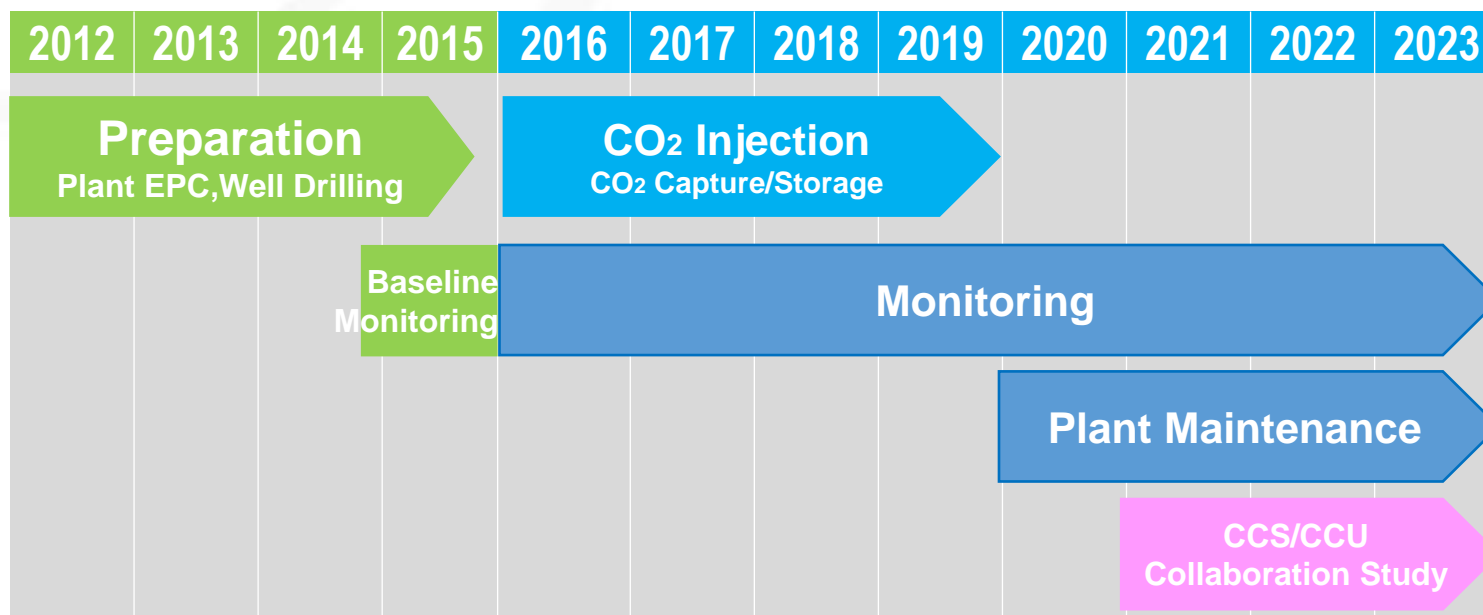 2012 2013 2014 2015 2016 2017 2018 2019 2020 2021 2022 2023
Preparation
Plant EPC,Well Drilling
CO2 Injection
CO2 Capture/Storage
Baseline
Monitoring
Monitoring
Plant Maintenance
CCS/CCU
Collaboration Study